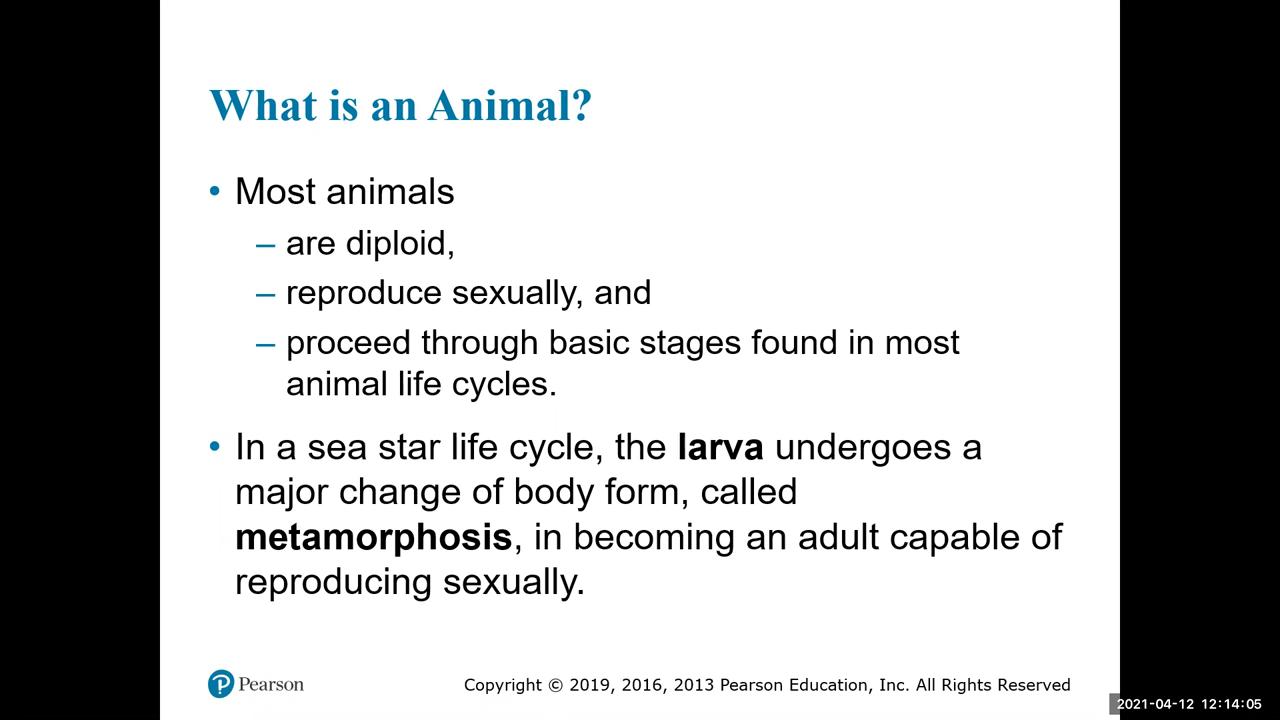 What is an Animal?
• Most animals
– are diploid,
– reproduce sexually, and
– proceed through basic stages found in most
animal life cycles.
• In a sea star life cycle, the larva undergoes a
major change of body form, called
metamorphosis, in becoming an adult capable of
reproducing sexually.
P Pearson
Copyright © 2019, 2016, 2013 Pearson Education, Inc. All Rights Reserved
2021-04-12 12:14:05